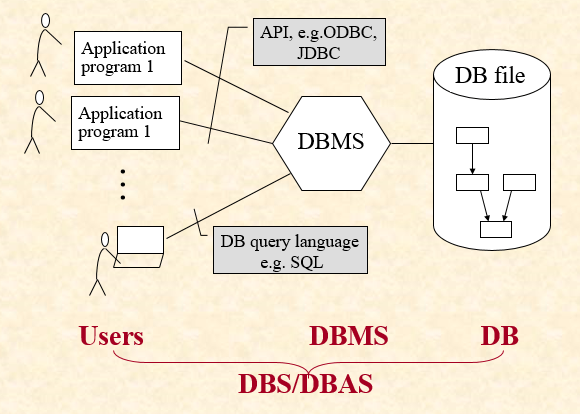 API, e.g.ODBC,
JDBC
Application
program 1
Application
program 1
DB file
DBMS
DB query language
e.g. SQL
Users
DBMS
DB
DBS/DBAS